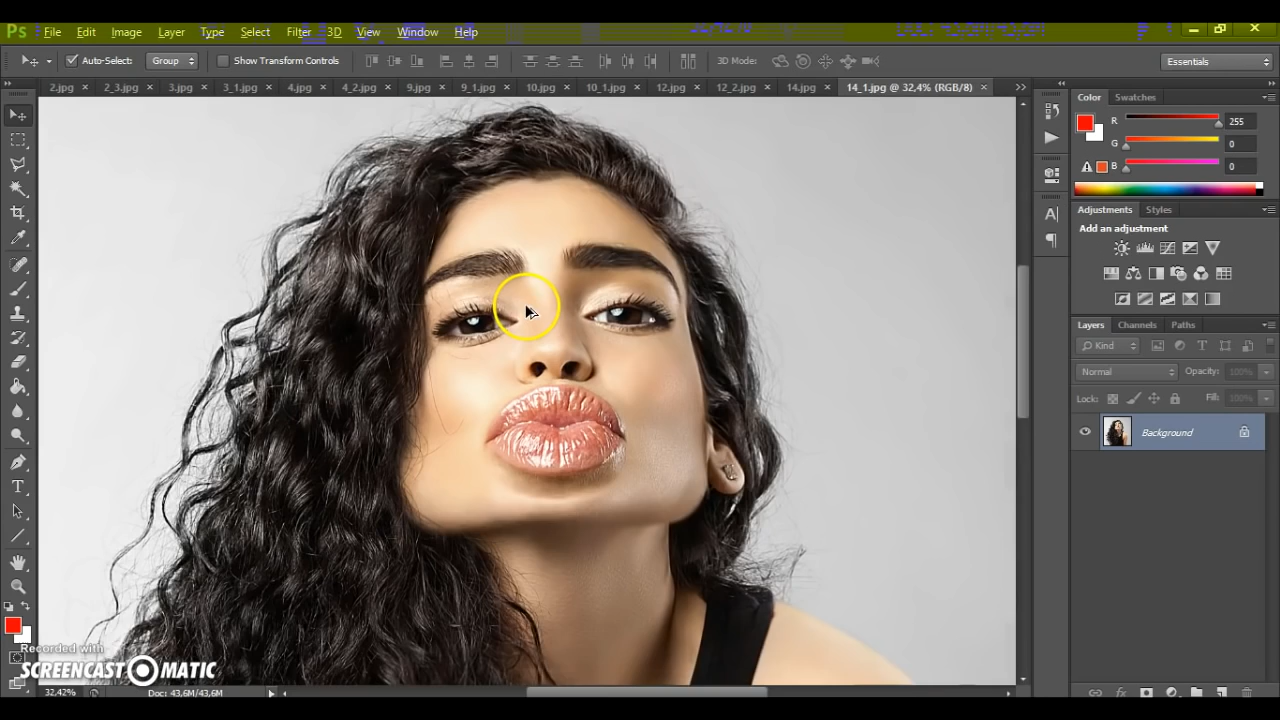 Ps File Edit Image Layer Type Select Filter 3D View Window Help
Auto-Select: Group Show Transform Controls 3D Mode: Essentials
2.jpg × 2_3.jpg × 3.jpg × 3_1.jpg × 4.jpg × 4_2.jpg × 9.jpg × 9_1.jpg × 10.jpg × 10_1.jpg × 12.jpg × 12_2.jpg × 14.jpg × 14_1.jpg @ 32,4% (RGB/8) ×
Color Swatches
R 255
G 0
B 0
Adjustments Styles
Add an adjustment
Layers Channels Paths
Kind
Normal Opacity: 100%
Lock: Fill: 100%
Background
Recorded with
SCREENCAST-O-MATIC
32,42% Doc: 43,6M/43,6M